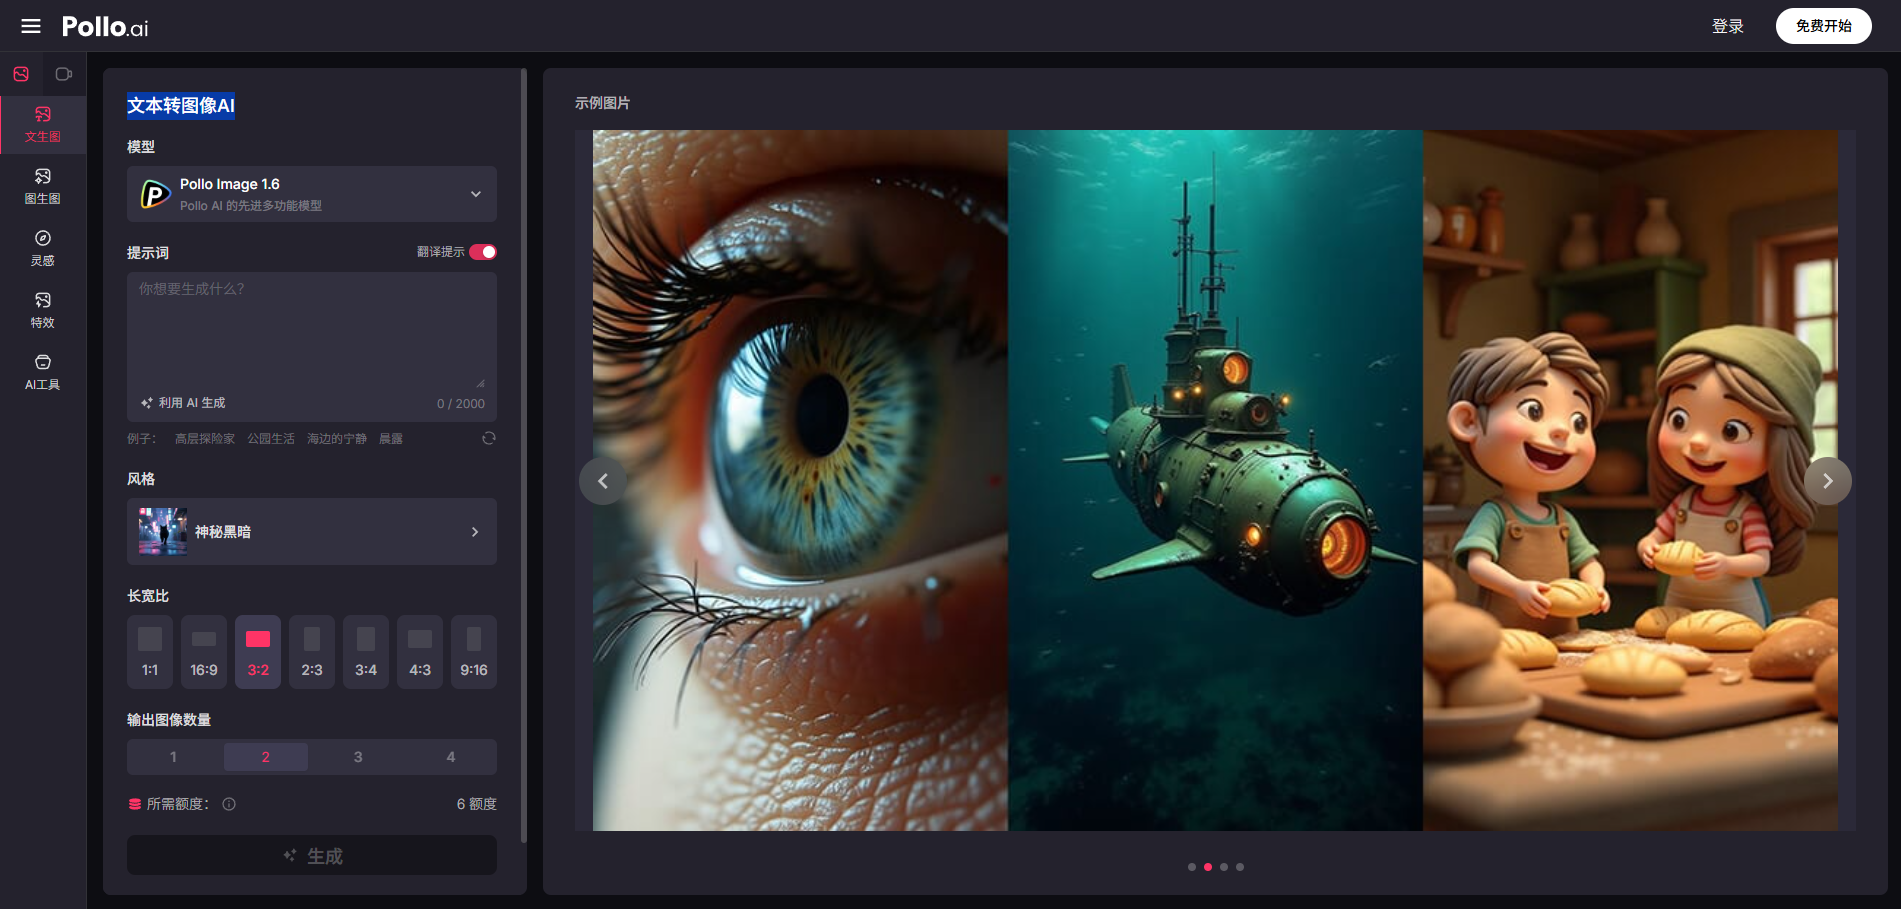 Pollo.ai
登录
免费开始
文生图
图生图
灵感
特效
AI工具
文本转图像AI
模型
Pollo Image 1.6
Pollo AI 的先进多功能模型
提示词
翻译提示
你想要生成什么？
利用 AI 生成
0 / 2000
例子： 高层探险家 公园生活 海边的宁静 晨露
风格
神秘黑暗
长宽比
1:1 16:9 3:2 2:3 3:4 4:3 9:16
输出图像数量
1 2 3 4
所需额度： 6 额度
生成
示例图片